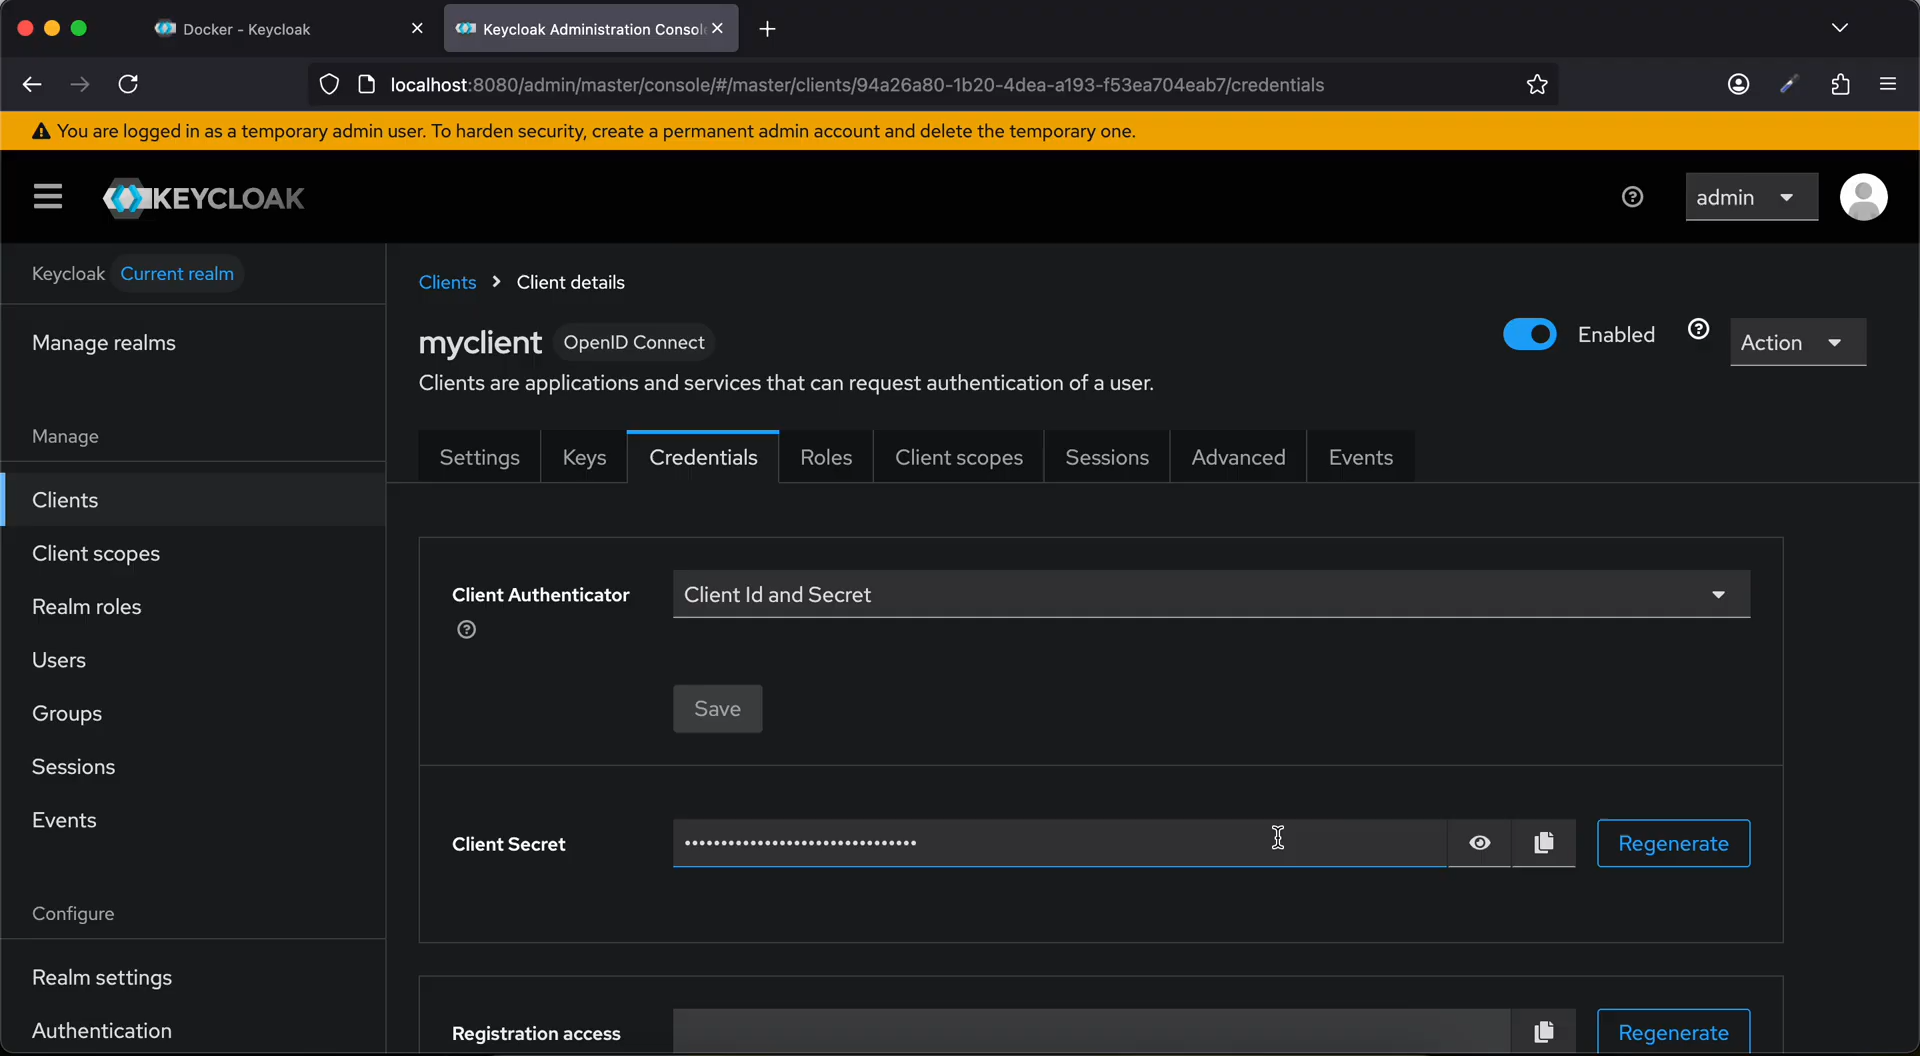 Docker - Keycloak
Keycloak Administration Consol
localhost:8080/admin/master/console/#/master/clients/94a26a80-1b20-4dea-a193-f53ea704eab7/credentials
You are logged in as a temporary admin user. To harden security, create a permanent admin account and delete the temporary one.
KEYCLOAK
admin
Keycloak Current realm
Manage realms
Manage
Clients
Client scopes
Realm roles
Users
Groups
Sessions
Events
Configure
Realm settings
Authentication
Clients > Client details
myclient OpenID Connect
Enabled
Action
Clients are applications and services that can request authentication of a user.
Settings Keys Credentials Roles Client scopes Sessions Advanced Events
Client Authenticator Client Id and Secret
Save
Client Secret •••••••••••••••••••••••••••••••• Regenerate
Registration access Regenerate